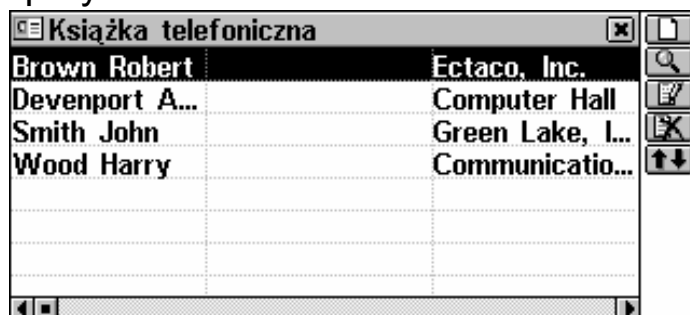 Książka telefoniczna
Brown Robert Ectaco, Inc.
Devenport A... Computer Hall
Smith John Green Lake, I...
Wood Harry Communicatio...